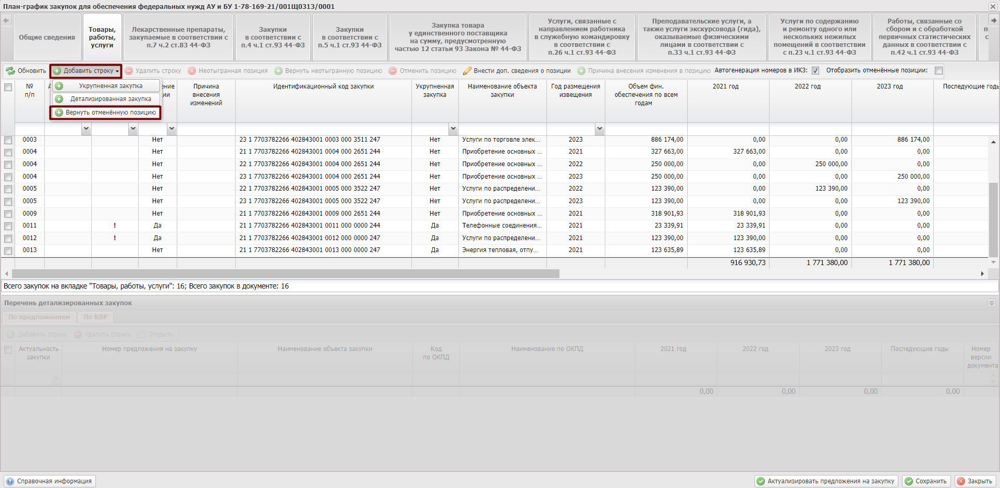 План-график закупок для обеспечения федеральных нужд АУ и БУ 1-78-169-21/001Щ0313/0001
Общие сведения
Товары,
работы,
услуги
Лекарственные препараты,
закупаемые в соответствии с
п.7 ч.2 ст.83 44-ФЗ
Закупки
в соответствии с
п.4 ч.1 ст.93 44-ФЗ
Закупки
в соответствии с
п.5 ч.1 ст.93 44-ФЗ
Закупка товара
у единственного поставщика
на сумму, предусмотренную
частью 12 статьи 93 Закона № 44-ФЗ
Услуги, связанные с
направлением работника
в служебную командировку
в соответствии с
п.26 ч.1 ст.93 44-ФЗ
Преподавательские услуги, а
также услуги экскурсовода (гида),
оказываемые физическими
лицами в соответствии с
п.33 ч.1 ст.93 44-ФЗ
Услуги по содержанию
и ремонту одного или
нескольких нежилых
помещений в соответствии
с п.23 ч.1 ст.93 44-ФЗ
Работы, связанные со
сбором и с обработкой
первичных статистических
данных в соответствии с
п.42 ч.1 ст.93 44-ФЗ
Обновить Добавить строку Удалить строку Неотыгранная позиция Вернуть неотыгранную позицию Отменить позицию Внести доп. сведения о позиции Причина внесения изменения в позицию Автогенерация номеров в ИКЗ: Отобразить отменённые позиции:
Укрупненная закупка
Детализированная закупка
Вернуть отменённую позицию
№
п/п
Причина
внесения
изменений
Идентификационный код закупки
Укрупненная
закупка
Наименование объекта
закупки
Год размещения
извещения
Объем фин.
обеспечения по всем
годам
2021 год
2022 год
2023 год
Последующие годы
0003 Нет 23 1 7703782266 402843001 0003 000 3511 247 Нет Услуги по торговле элек... 2023 886 174,00 0,00 0,00 886 174,00
0004 Нет 21 1 7703782266 402843001 0004 000 2651 244 Нет Приобретение основных ... 2021 327 663,00 327 663,00 0,00 0,00
0004 Нет 22 1 7703782266 402843001 0004 000 2651 244 Нет Приобретение основных ... 2022 250 000,00 0,00 250 000,00 0,00
0004 Нет 23 1 7703782266 402843001 0004 000 2651 244 Нет Приобретение основных ... 2023 250 000,00 0,00 0,00 250 000,00
0005 Нет 22 1 7703782266 402843001 0005 000 3522 247 Нет Услуги по распределени... 2022 123 390,00 0,00 123 390,00 0,00
0005 Нет 23 1 7703782266 402843001 0005 000 3522 247 Нет Услуги по распределени... 2023 123 390,00 0,00 0,00 123 390,00
0009 Нет 21 1 7703782266 402843001 0009 000 2651 244 Нет Приобретение основных ... 2021 318 901,93 318 901,93 0,00 0,00
0011 ! Да 21 1 7703782266 402843001 0011 000 0000 244 Да Телефонные соединения... 2021 23 339,91 23 339,91 0,00 0,00
0012 ! Да 21 1 7703782266 402843001 0012 000 0000 247 Да Услуги по распределени... 2021 123 390,00 123 390,00 0,00 0,00
0013 Нет 21 1 7703782266 402843001 0013 000 0000 247 Да Энергия тепловая, отпу... 2021 123 635,89 123 635,89 0,00 0,00
916 930,73 1 771 380,00 1 771 380,00
Всего закупок на вкладке "Товары, работы, услуги": 16; Всего закупок в документе: 16
Перечень детализированных закупок
По предложениям По КВР
Добавить строку Удалить строку Открыть
Актуальность
закупки
Номер предложения на закупку
Наименование объекта закупки
Код
по ОКПД
Наименование по ОКПД
2021 год
2022 год
2023 год
Последующие годы
Номер
версии
документа
0,00 0,00 0,00 0,00
Справочная информация Актуализировать предложения на закупку Сохранить Закрыть